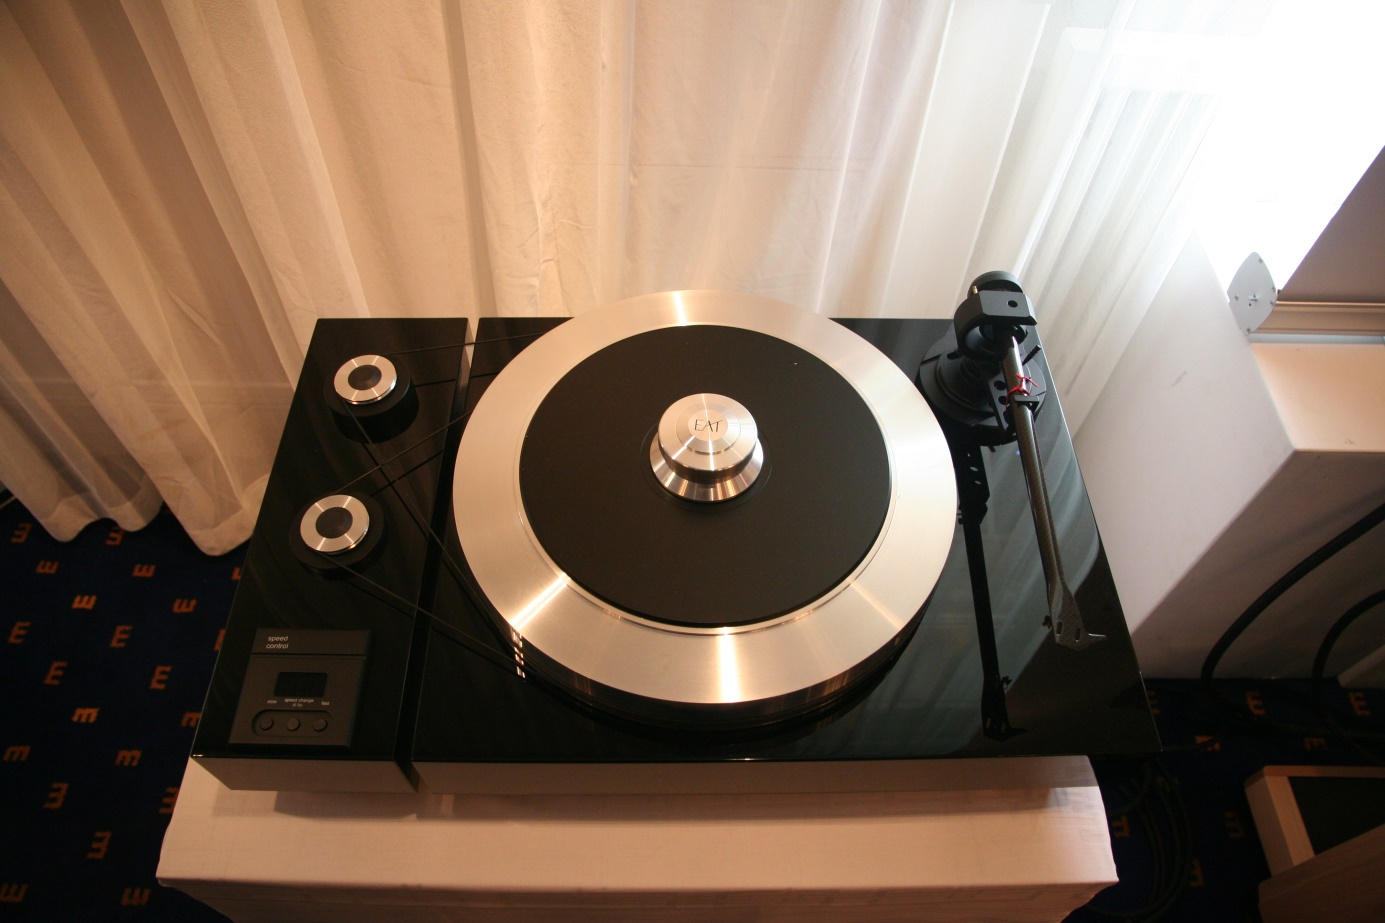 EAT
speed
control
speed change
slow
fast